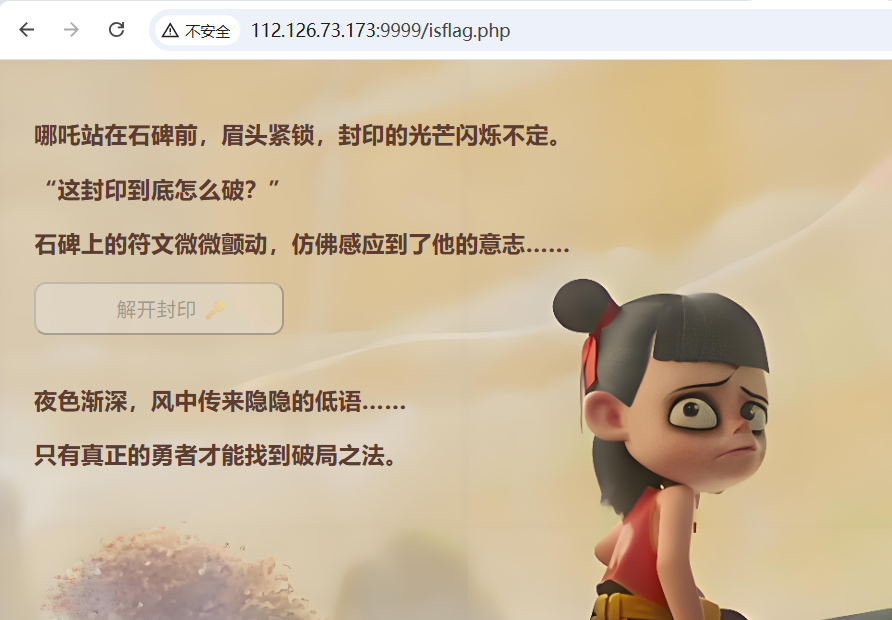 不安全 112.126.73.173:9999/isflag.php
哪吒站在石碑前，眉头紧锁，封印的光芒闪烁不定。
“这封印到底怎么破？”
石碑上的符文微微颤动，仿佛感应到了他的意志……
解开封印 🔑
夜色渐深，风中传来隐隐的低语……
只有真正的勇者才能找到破局之法。